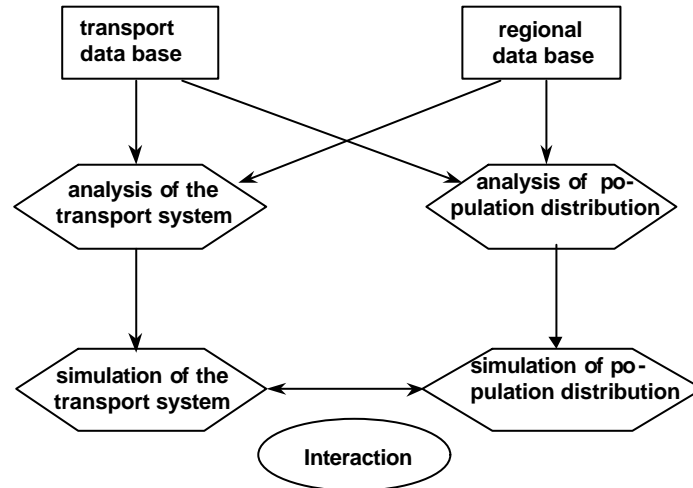 transport
data base
regional
data base
analysis of the
transport system
analysis of po-
pulation distribution
simulation of the
transport system
simulation of po-
pulation distribution
Interaction